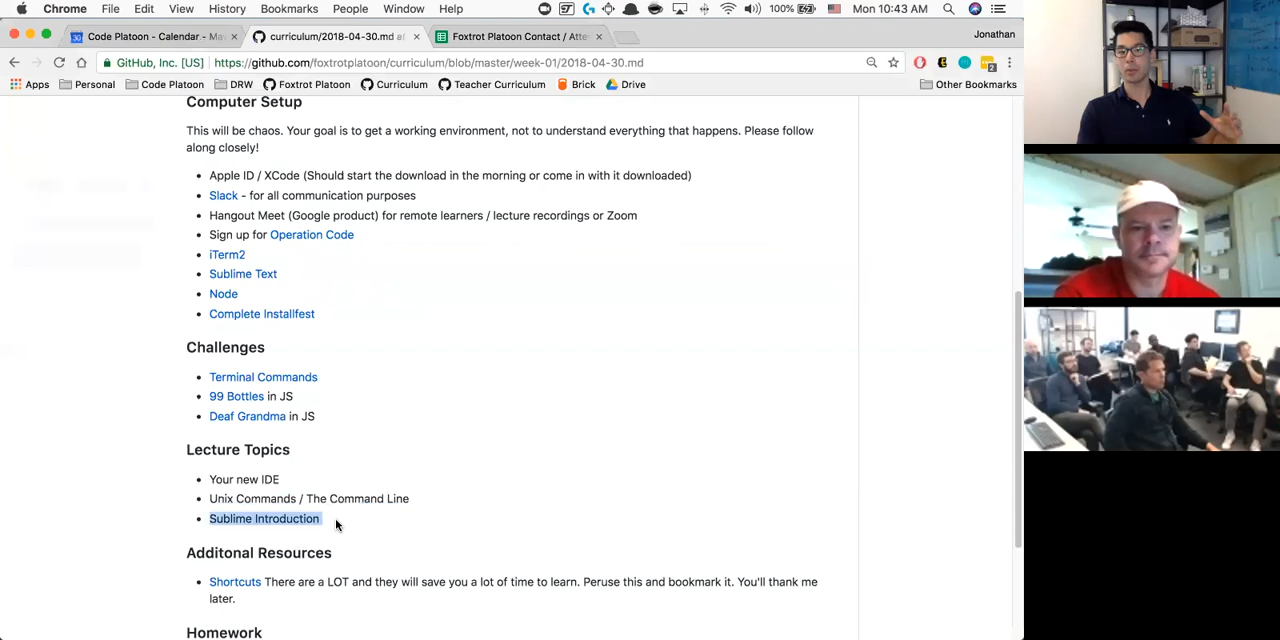 Chrome File Edit View History Bookmarks People Window Help 100% Mon 10:43 AM
Code Platoon - Calendar - Ma
curriculum/2018-04-30.md a
Foxtrot Platoon Contact / Atte
Jonathan
GitHub, Inc. [US] https://github.com/foxtrotplatoon/curriculum/blob/master/week-01/2018-04-30.md
Apps Personal Code Platoon DRW Foxtrot Platoon Curriculum Teacher Curriculum Brick Drive Other Bookmarks
Computer Setup
This will be chaos. Your goal is to get a working environment, not to understand everything that happens. Please follow
along closely!
Apple ID / XCode (Should start the download in the morning or come in with it downloaded)
Slack - for all communication purposes
Hangout Meet (Google product) for remote learners / lecture recordings or Zoom
Sign up for Operation Code
iTerm2
Sublime Text
Node
Complete Installfest
Challenges
Terminal Commands
99 Bottles in JS
Deaf Grandma in JS
Lecture Topics
Your new IDE
Unix Commands / The Command Line
Sublime Introduction
Additonal Resources
Shortcuts There are a LOT and they will save you a lot of time to learn. Peruse this and bookmark it. You'll thank me
later.
Homework